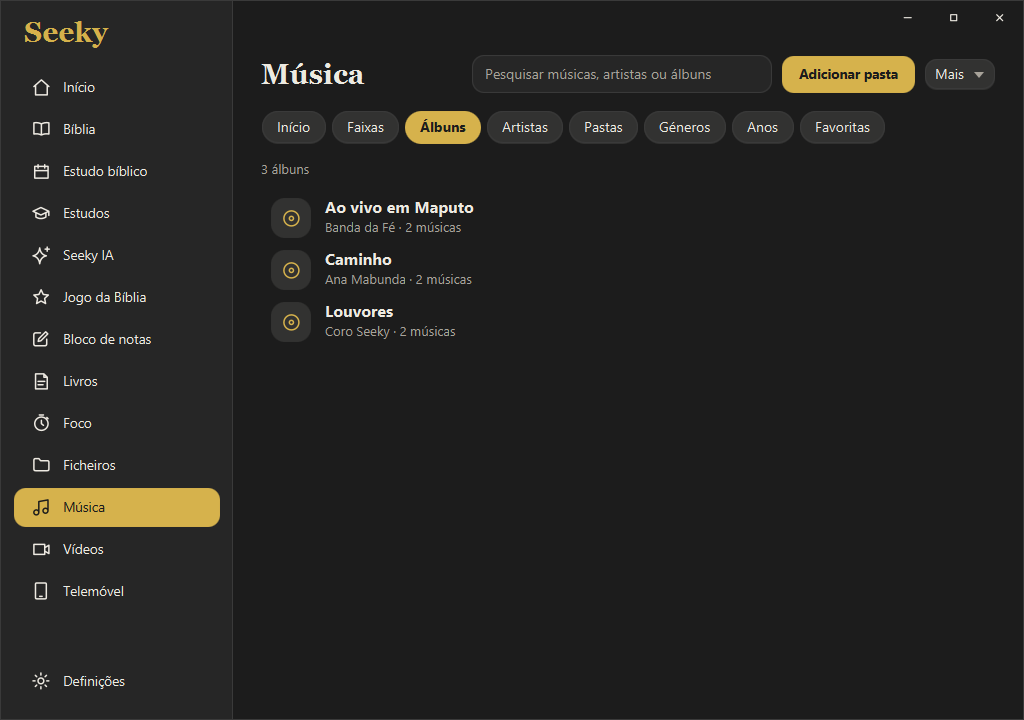 Seeky
Início
Bíblia
Estudo bíblico
Estudos
Seeky IA
Jogo da Bíblia
Bloco de notas
Livros
Foco
Ficheiros
Música
Vídeos
Telemóvel
Definições
Música
Pesquisar músicas, artistas ou álbuns
Adicionar pasta
Mais
Início
Faixas
Álbuns
Artistas
Pastas
Géneros
Anos
Favoritas
3 álbuns
Ao vivo em Maputo
Banda da Fé · 2 músicas
Caminho
Ana Mabunda · 2 músicas
Louvores
Coro Seeky · 2 músicas